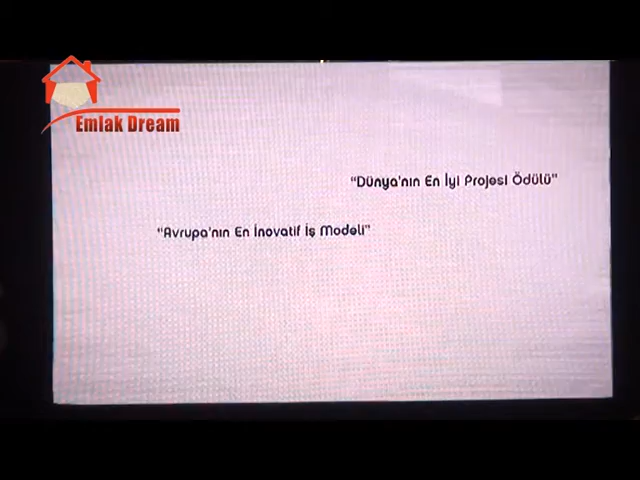 Emlak Dream
“Dünya'nın En İyi Projesi Ödülü”
“Avrupa'nın En İnovatif İş Modeli”